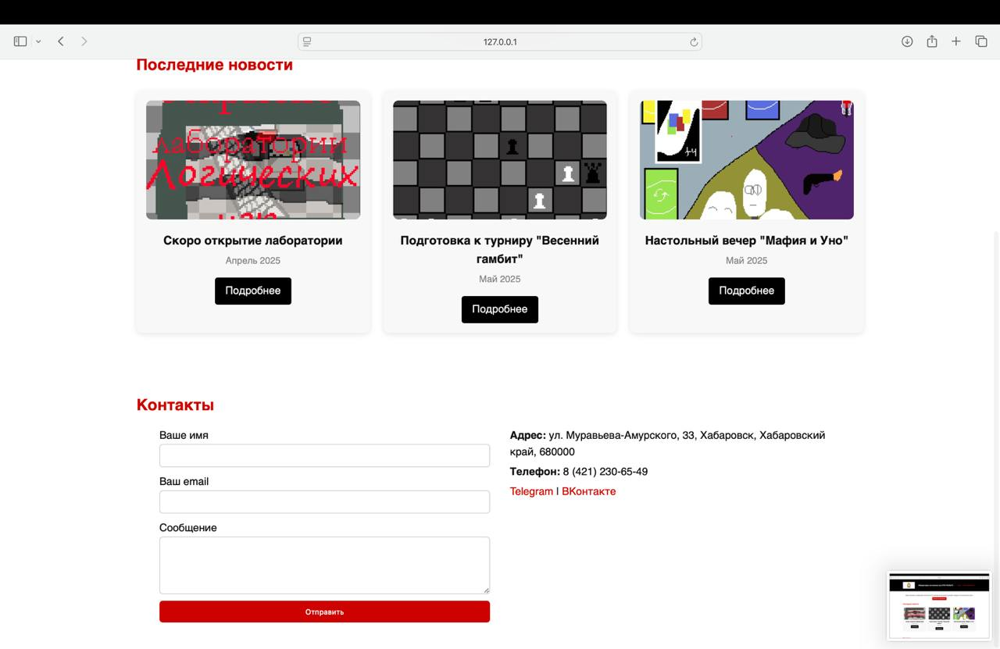 127.0.0.1
Последние новости
лаборатории
Логических
Скоро открытие лаборатории
Апрель 2025
Подробнее
Подготовка к турниру "Весенний
гамбит"
Май 2025
Подробнее
Настольный вечер "Мафия и Уно"
Май 2025
Подробнее
Контакты
Ваше имя
Ваш email
Сообщение
Отправить
Адрес: ул. Муравьева-Амурского, 33, Хабаровск, Хабаровский
край, 680000
Телефон: 8 (421) 230-65-49
Telegram | ВКонтакте